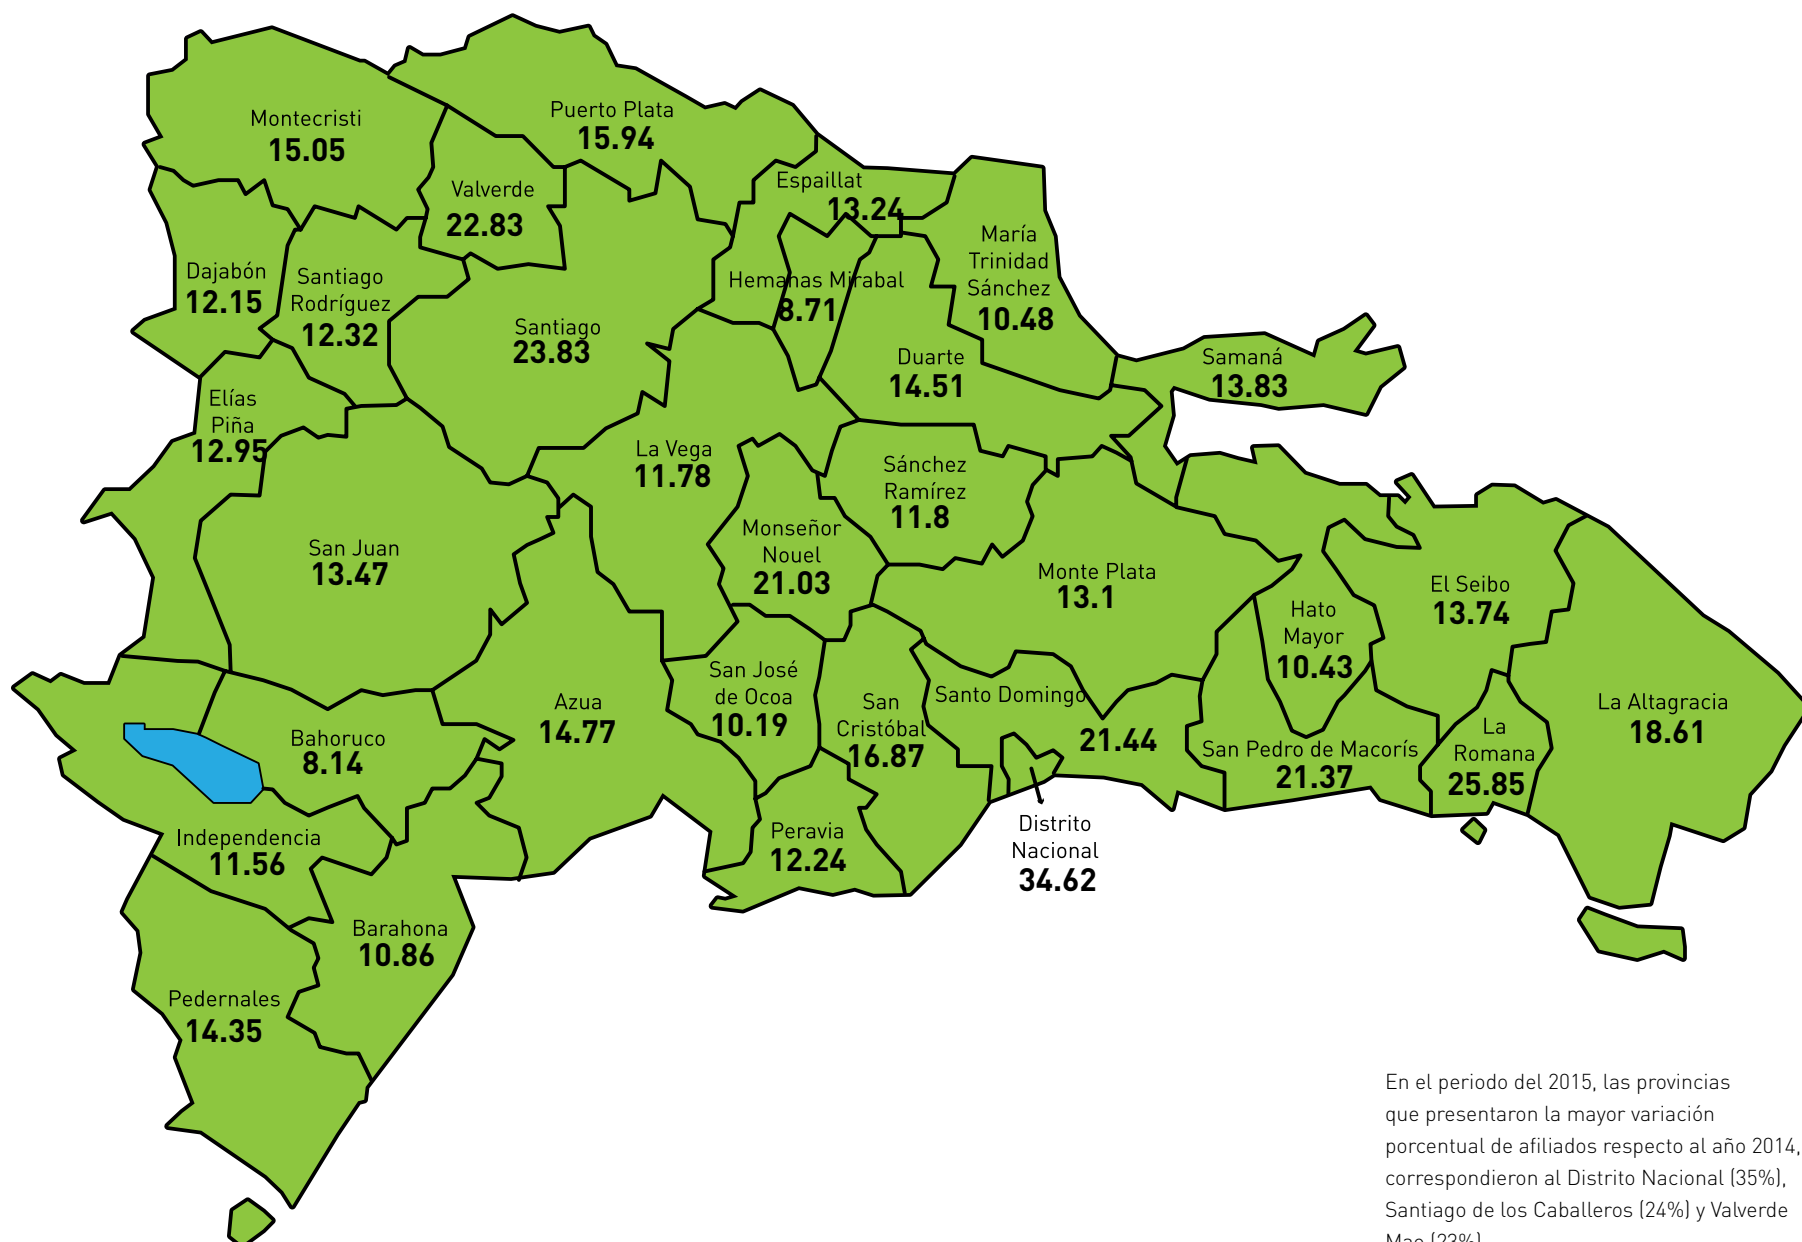 Montecristi
15.05
Puerto Plata
15.94
Valverde
22.83
Espaillat
13.24
María
Trinidad
Sánchez
10.48
Dajabón
12.15
Santiago
Rodríguez
12.32
Santiago
23.83
Hemanas Mirabal
8.71
Duarte
14.51
Samaná
13.83
Elías
Piña
12.95
La Vega
11.78
Sánchez
Ramírez
11.8
San Juan
13.47
Monseñor
Nouel
21.03
Monte Plata
13.1
Hato
Mayor
10.43
El Seibo
13.74
Azua
14.77
San José
de Ocoa
10.19
San
Cristóbal
16.87
Santo Domingo
21.44
San Pedro de Macorís
21.37
La
Romana
25.85
La Altagracia
18.61
Bahoruco
8.14
Independencia
11.56
Peravia
12.24
Distrito
Nacional
34.62
Barahona
10.86
Pedernales
14.35
En el periodo del 2015, las provincias
que presentaron la mayor variación
porcentual de afiliados respecto al año 2014,
correspondieron al Distrito Nacional (35%),
Santiago de los Caballeros (24%) y Valverde
Mao (23%)